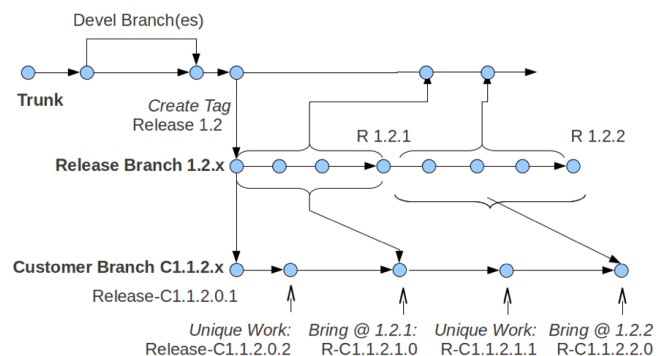 Devel Branch(es)
Trunk
Create Tag
Release 1.2
R 1.2.1
R 1.2.2
Release Branch 1.2.x
Customer Branch C1.1.2.x
Release-C1.1.2.0.1
Unique Work:
Release-C1.1.2.0.2
Bring @ 1.2.1:
R-C1.1.2.1.0
Unique Work:
R-C1.1.2.1.1
Bring @ 1.2.2
R-C1.1.2.2.0